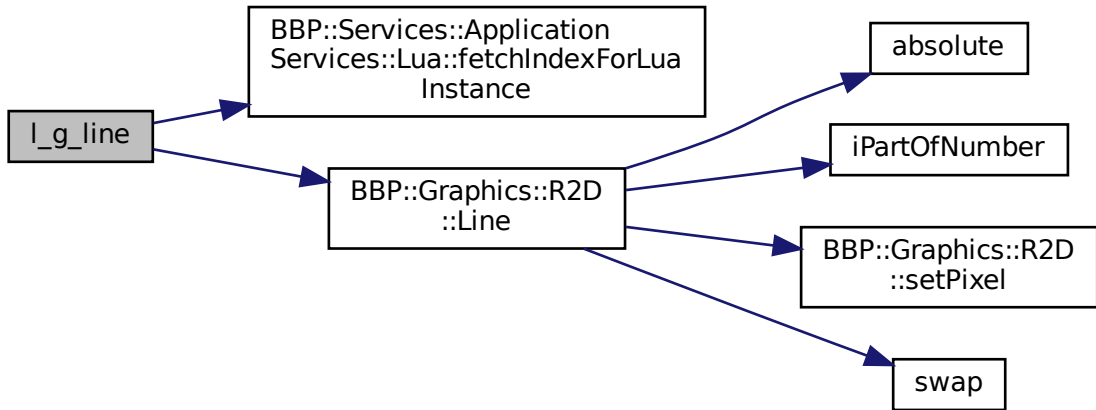 l_g_line
BBP::Services::Application
Services::Lua::fetchIndexForLua
Instance
BBP::Graphics::R2D
::Line
absolute
iPartOfNumber
BBP::Graphics::R2D
::setPixel
swap